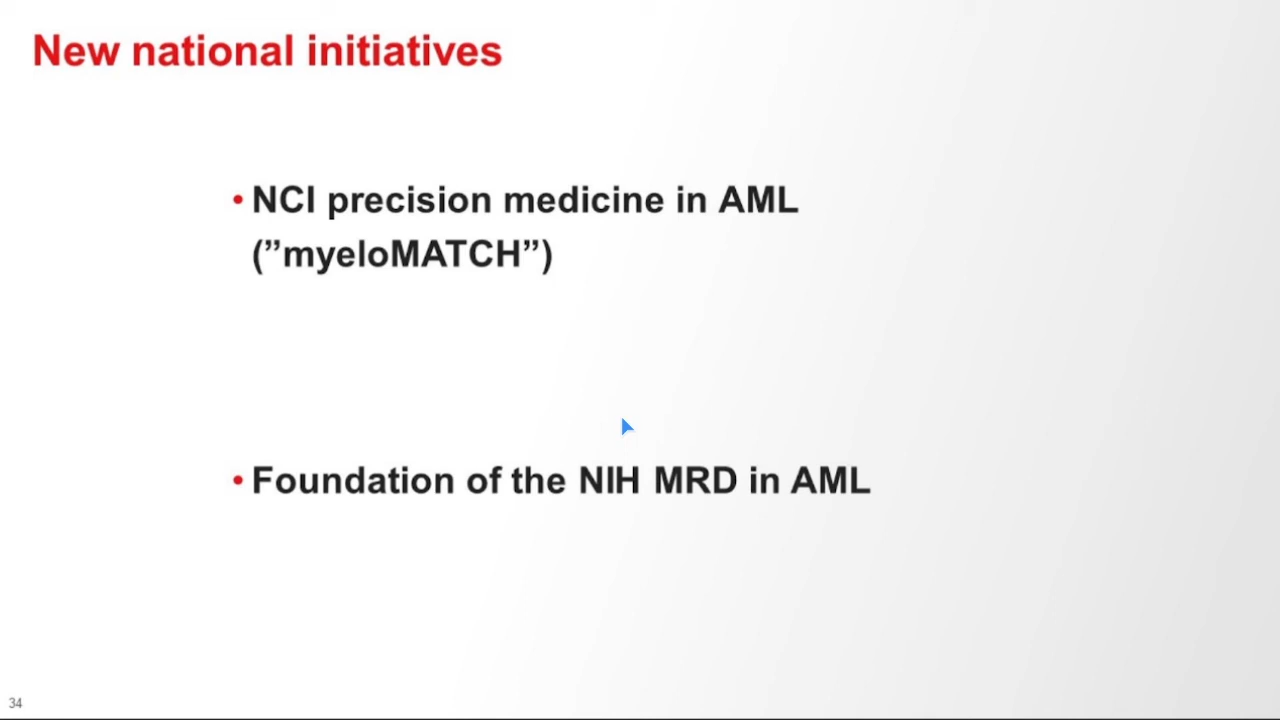 New national initiatives
• NCI precision medicine in AML
(”myeloMATCH”)
• Foundation of the NIH MRD in AML
34